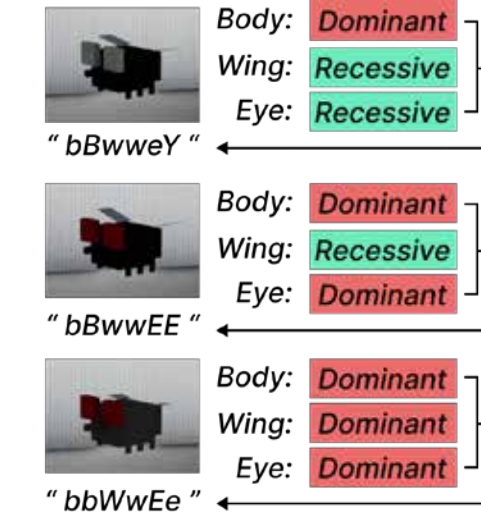 Body: Dominant
Wing: Recessive
Eye: Recessive
“ bBwweY “
Body: Dominant
Wing: Recessive
Eye: Dominant
“ bBwwEE “
Body: Dominant
Wing: Dominant
Eye: Dominant
“ bbWwEe ”